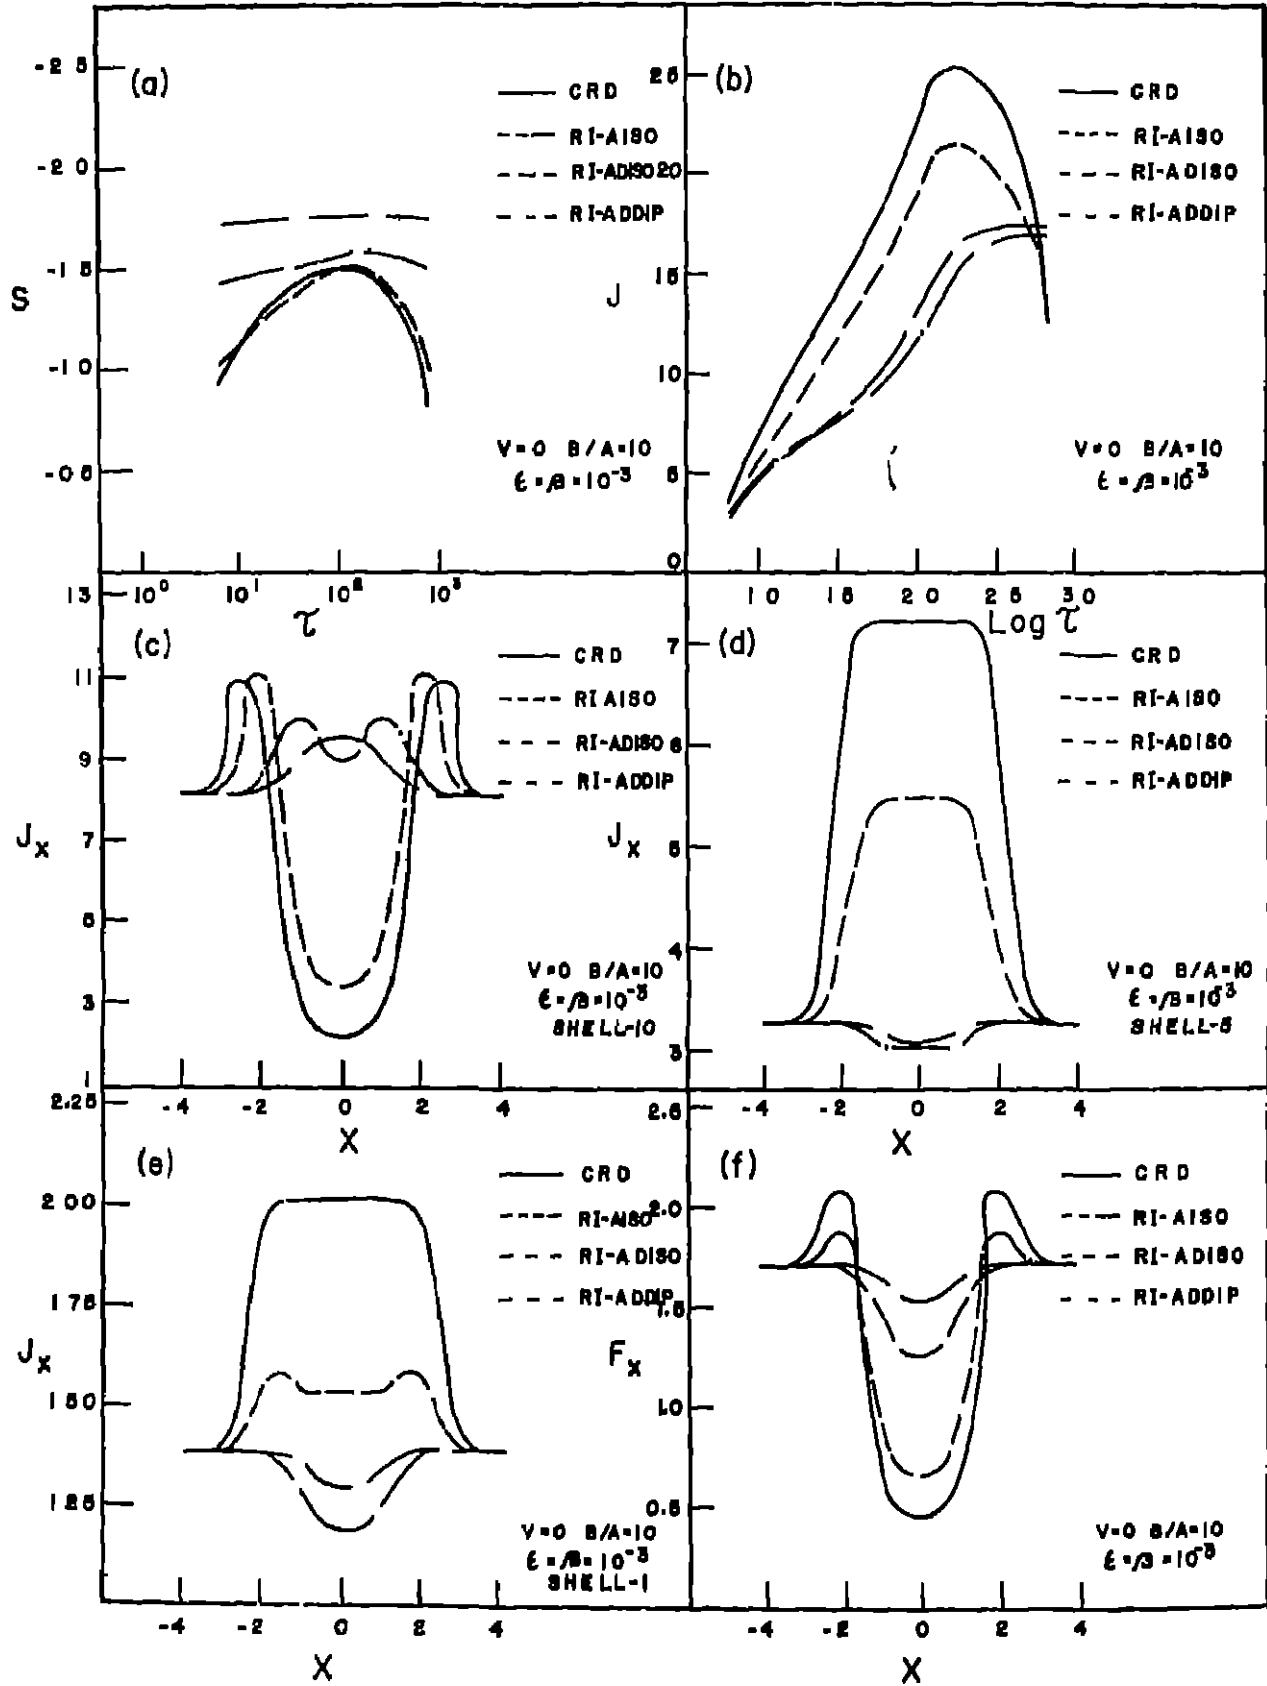 (a)
-2 5
-2 0
-1 5
-1 0
-0 5
S
CRD
RI-AISO
RI-ADISO
RI-ADDIP
V=0 B/A=10
ε=β=10⁻³
10⁰ 10¹ 10² 10³
τ
(b)
25
20
15
10
5
0
J
CRD
RI-AISO
RI-ADISO
RI-ADDIP
V=0 B/A=10
ε=β=10⁻³
1 0 1 5 2 0 2 5 3 0
Log τ
(c)
13
11
9
7
5
3
1
Jx
CRD
RI AISO
RI-ADISO
RI-ADDIP
V=0 B/A=10
ε=β=10⁻³
SHELL-10
-4 -2 0 2 4
X
(d)
7
6
5
4
3
Jx
CRD
RI-AISO
RI-ADISO
RI-ADDIP
V=0 B/A=10
ε=β=10⁻³
SHELL-5
-4 -2 0 2 4
X
(e)
2.25
2 00
1 75
1 50
1 25
Jx
CRD
RI-AISO
RI-ADISO
RI-ADDIP
V=0 B/A=10
ε=β=10⁻³
SHELL-1
-4 -2 0 2 4
X
(f)
2.5
2.0
1.5
1.0
0.5
Fx
CRD
RI-AISO
RI-ADISO
RI-ADDIP
V=0 B/A=10
ε=β=10⁻³
-4 -2 0 2 4
X